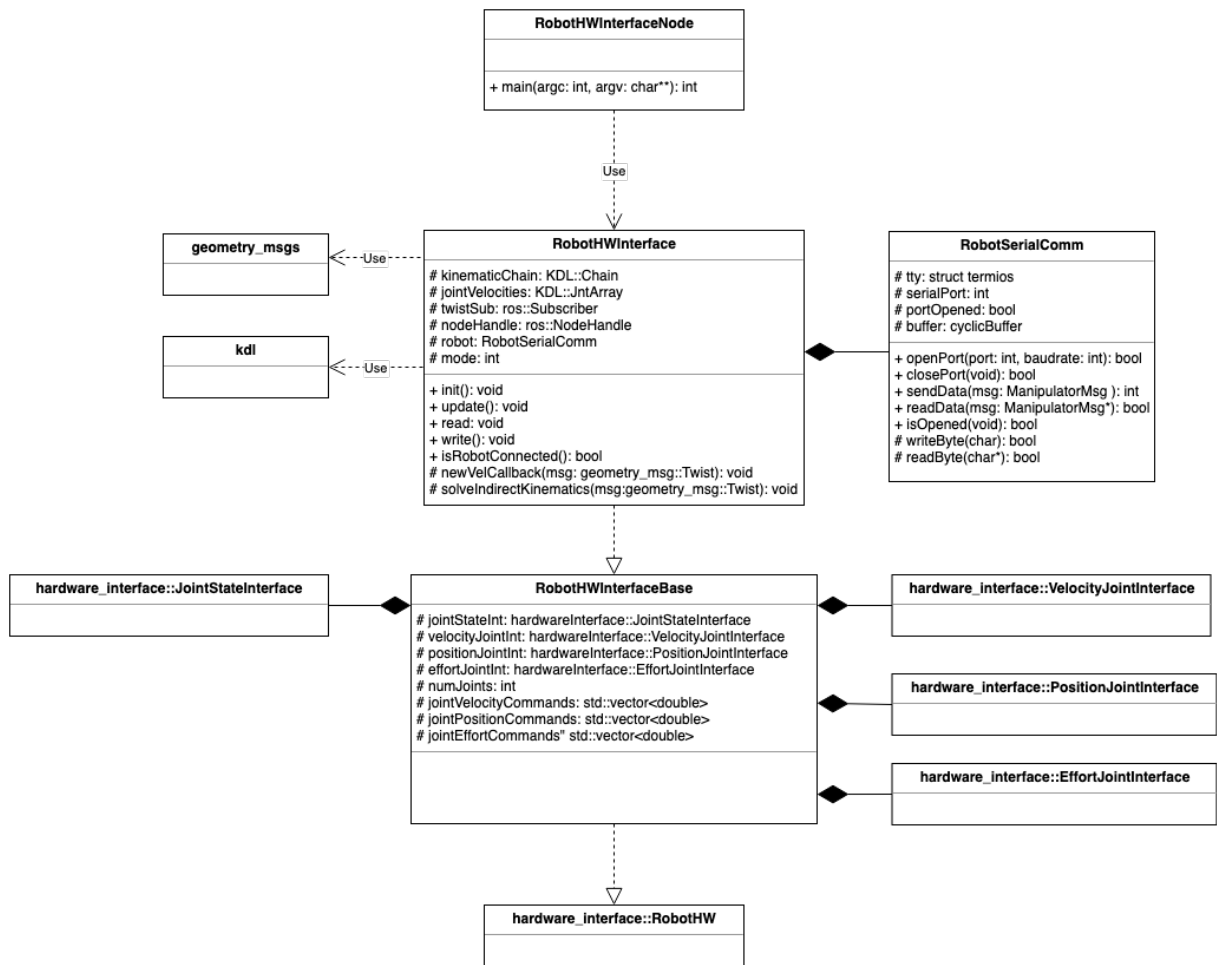 RobotHWInterfaceNode
+ main(argc: int, argv: char**): int
Use
geometry_msgs
Use
kdl
Use
RobotHWInterface
# kinematicChain: KDL::Chain
# jointVelocities: KDL::JntArray
# twistSub: ros::Subscriber
# nodeHandle: ros::NodeHandle
# robot: RobotSerialComm
# mode: int
+ init(): void
+ update(): void
+ read: void
+ write(): void
+ isRobotConnected(): bool
# newVelCallback(msg: geometry_msg::Twist): void
# solveIndirectKinematics(msg:geometry_msg::Twist): void
RobotSerialComm
# tty: struct termios
# serialPort: int
# portOpened: bool
# buffer: cyclicBuffer
+ openPort(port: int, baudrate: int): bool
+ closePort(void): bool
+ sendData(msg: ManipulatorMsg ): int
+ readData(msg: ManipulatorMsg*): bool
+ isOpened(void): bool
# writeByte(char): bool
# readByte(char*): bool
hardware_interface::JointStateInterface
RobotHWInterfaceBase
# jointStateInt: hardwareInterface::JointStateInterface
# velocityJointInt: hardwareInterface::VelocityJointInterface
# positionJointInt: hardwareInterface::PositionJointInterface
# effortJointInt: hardwareInterface::EffortJointInterface
# numJoints: int
# jointVelocityCommands: std::vector<double>
# jointPositionCommands: std::vector<double>
# jointEffortCommands" std::vector<double>
hardware_interface::VelocityJointInterface
hardware_interface::PositionJointInterface
hardware_interface::EffortJointInterface
hardware_interface::RobotHW